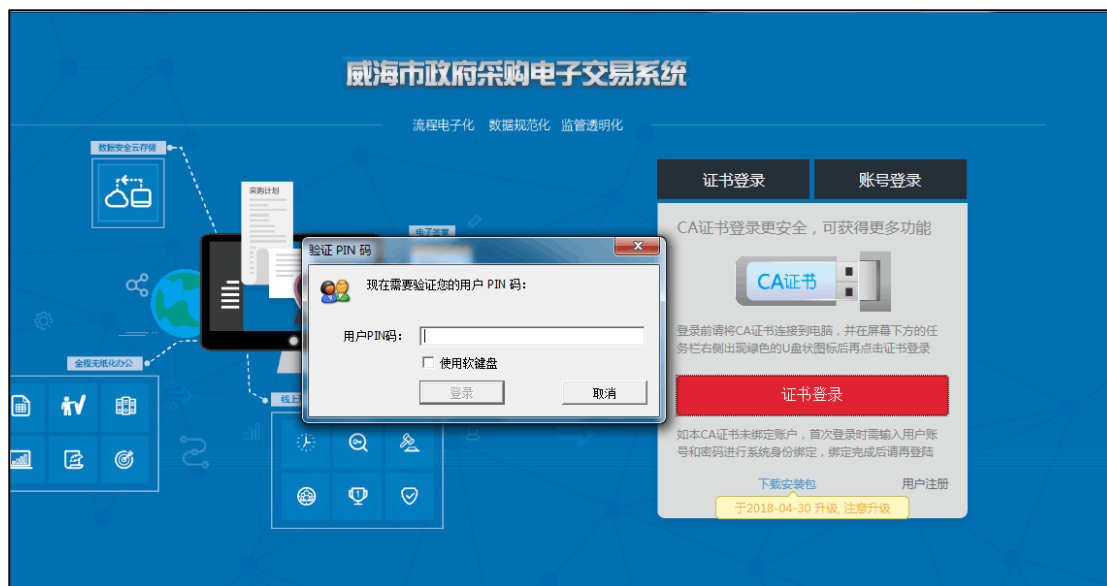 威海市政府采购电子交易系统
流程电子化 数据规范化 监管透明化
数据安全云存储
采购计划
证书登录
账号登录
CA证书登录更安全，可获得更多功能
CA证书
验证 PIN 码
现在需要验证您的用户 PIN 码：
用户PIN码：
使用软键盘
登录
取消
登录前请将CA证书连接到电脑，并在屏幕下方的任
务栏右侧出现绿色的U盘状图标后再点击证书登录
全程无纸化办公
线上
证书登录
如本CA证书未绑定账户，首次登录时需输入用户账
号和密码进行系统身份绑定，绑定完成后请再登陆
下载安装包
用户注册
于2018-04-30 升级, 注意升级